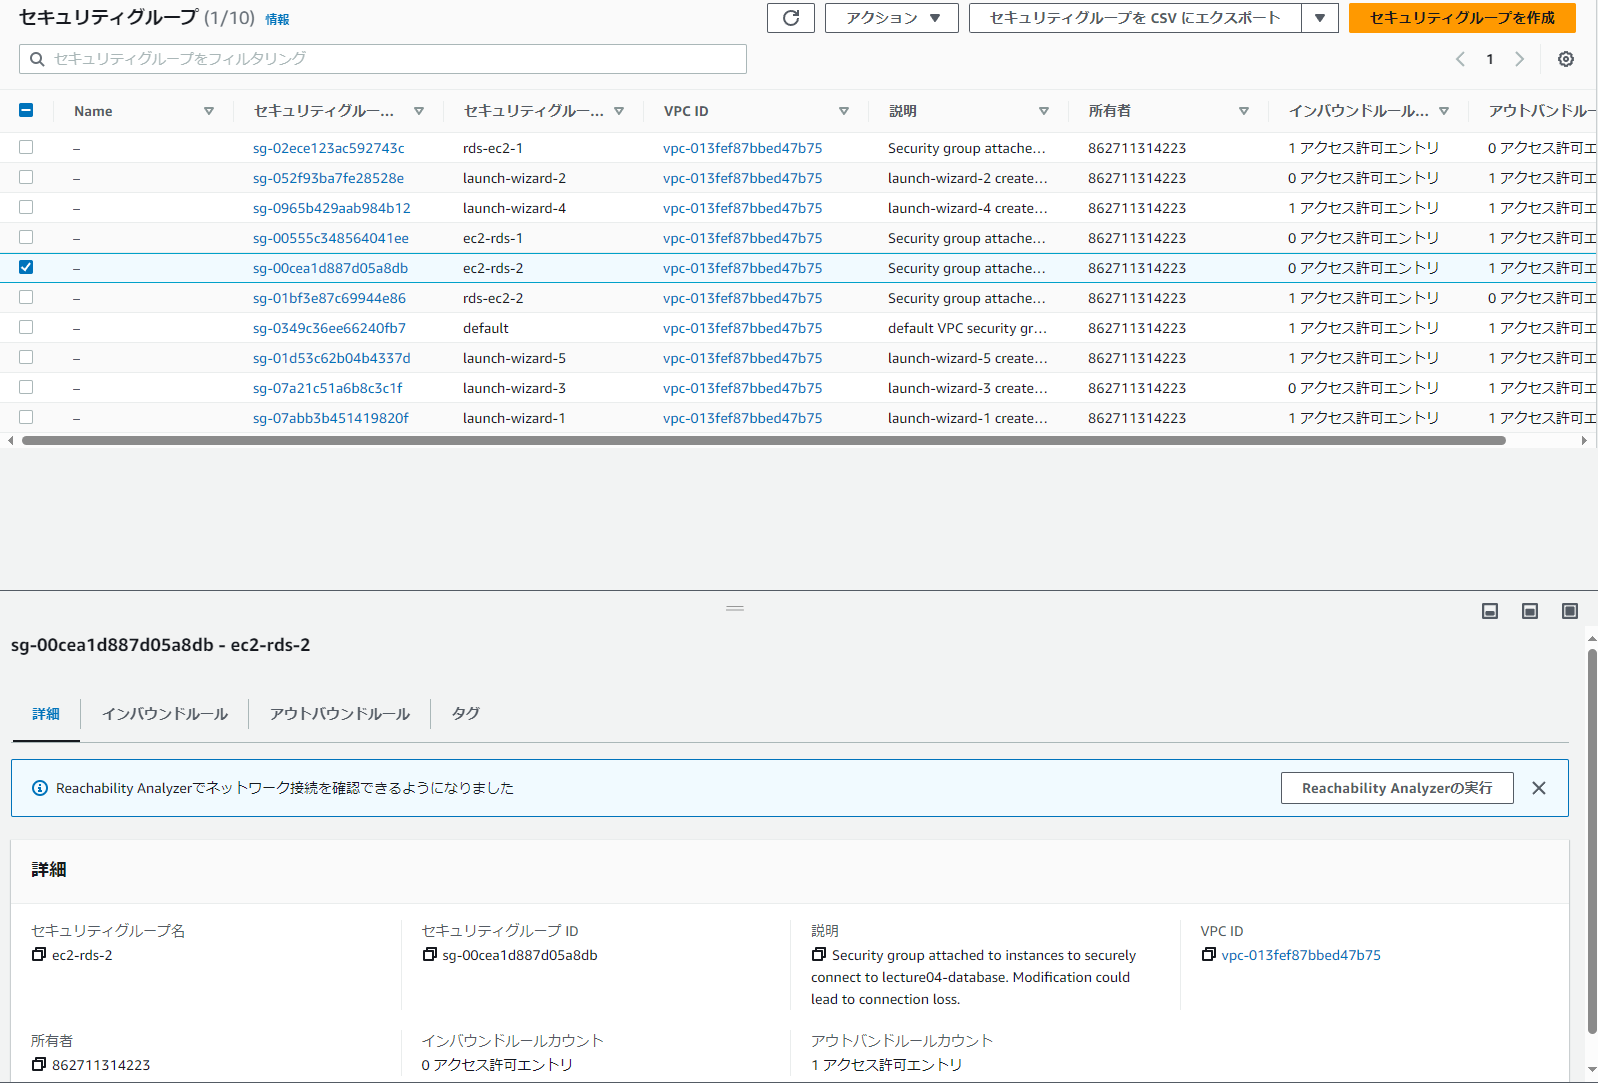 セキュリティグループ (1/10) 情報
アクション
セキュリティグループを CSV にエクスポート
セキュリティグループを作成
セキュリティグループをフィルタリング
1
Name セキュリティグルー... セキュリティグルー... VPC ID 説明 所有者 インバウンドルール... アウトバンドルー
– sg-02ece123ac592743c rds-ec2-1 vpc-013fef87bbed47b75 Security group attache... 862711314223 1 アクセス許可エントリ 0 アクセス許可エ
– sg-052f93ba7fe28528e launch-wizard-2 vpc-013fef87bbed47b75 launch-wizard-2 create... 862711314223 0 アクセス許可エントリ 1 アクセス許可エ
– sg-0965b429aab984b12 launch-wizard-4 vpc-013fef87bbed47b75 launch-wizard-4 create... 862711314223 1 アクセス許可エントリ 1 アクセス許可エ
– sg-00555c348564041ee ec2-rds-1 vpc-013fef87bbed47b75 Security group attache... 862711314223 0 アクセス許可エントリ 1 アクセス許可エ
– sg-00cea1d887d05a8db ec2-rds-2 vpc-013fef87bbed47b75 Security group attache... 862711314223 0 アクセス許可エントリ 1 アクセス許可エ
– sg-01bf3e87c69944e86 rds-ec2-2 vpc-013fef87bbed47b75 Security group attache... 862711314223 1 アクセス許可エントリ 0 アクセス許可エ
– sg-0349c36ee66240fb7 default vpc-013fef87bbed47b75 default VPC security gr... 862711314223 1 アクセス許可エントリ 1 アクセス許可エ
– sg-01d53c62b04b4337d launch-wizard-5 vpc-013fef87bbed47b75 launch-wizard-5 create... 862711314223 1 アクセス許可エントリ 1 アクセス許可エ
– sg-07a21c51a6b8c3c1f launch-wizard-3 vpc-013fef87bbed47b75 launch-wizard-3 create... 862711314223 0 アクセス許可エントリ 1 アクセス許可エ
– sg-07abb3b451419820f launch-wizard-1 vpc-013fef87bbed47b75 launch-wizard-1 create... 862711314223 1 アクセス許可エントリ 1 アクセス許可エ
sg-00cea1d887d05a8db - ec2-rds-2
詳細 インバウンドルール アウトバウンドルール タグ
Reachability Analyzerでネットワーク接続を確認できるようになりました
Reachability Analyzerの実行
詳細
セキュリティグループ名
ec2-rds-2
セキュリティグループ ID
sg-00cea1d887d05a8db
説明
Security group attached to instances to securely
connect to lecture04-database. Modification could
lead to connection loss.
VPC ID
vpc-013fef87bbed47b75
所有者
862711314223
インバウンドルールカウント
0 アクセス許可エントリ
アウトバンドルールカウント
1 アクセス許可エントリ